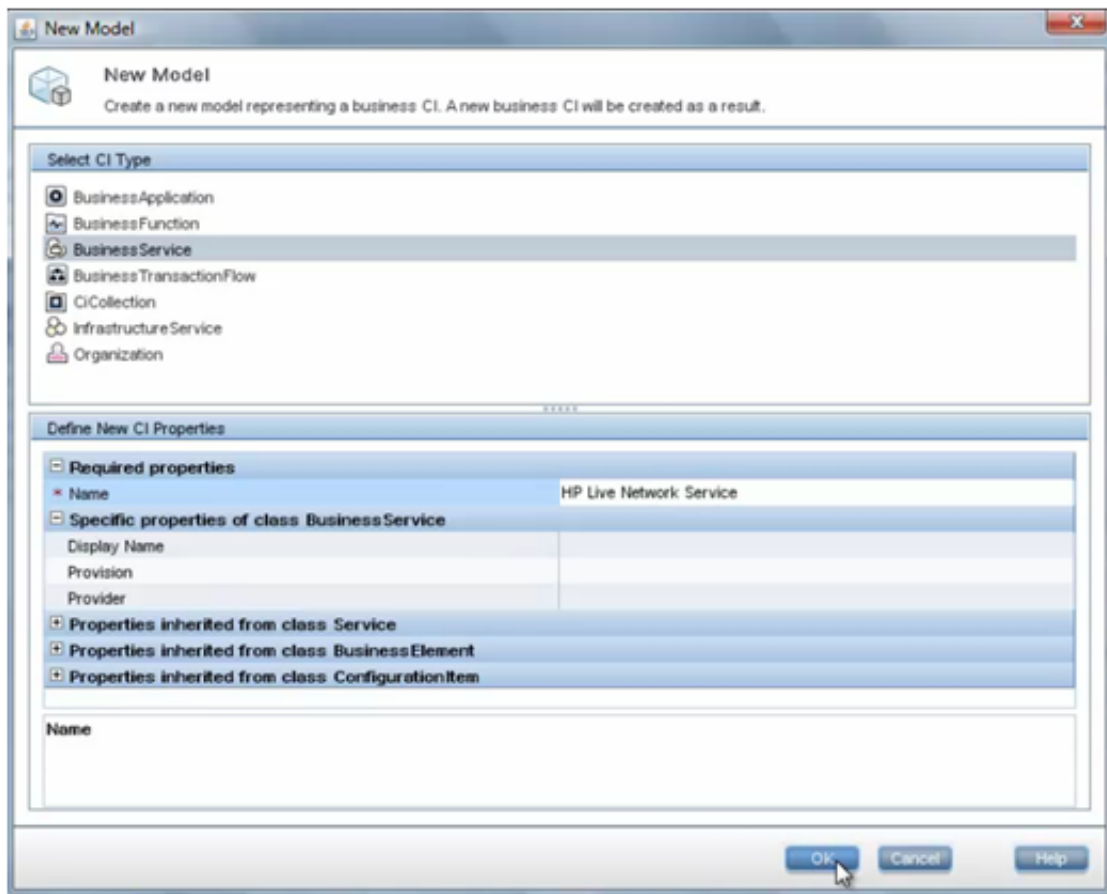 New Model
New Model
Create a new model representing a business CI. A new business CI will be created as a result.
Select CI Type
BusinessApplication
BusinessFunction
BusinessService
BusinessTransactionFlow
CiCollection
InfrastructureService
Organization
Define New CI Properties
Required properties
* Name HP Live Network Service
Specific properties of class BusinessService
Display Name
Provision
Provider
Properties inherited from class Service
Properties inherited from class BusinessElement
Properties inherited from class ConfigurationItem
Name
OK Cancel Help